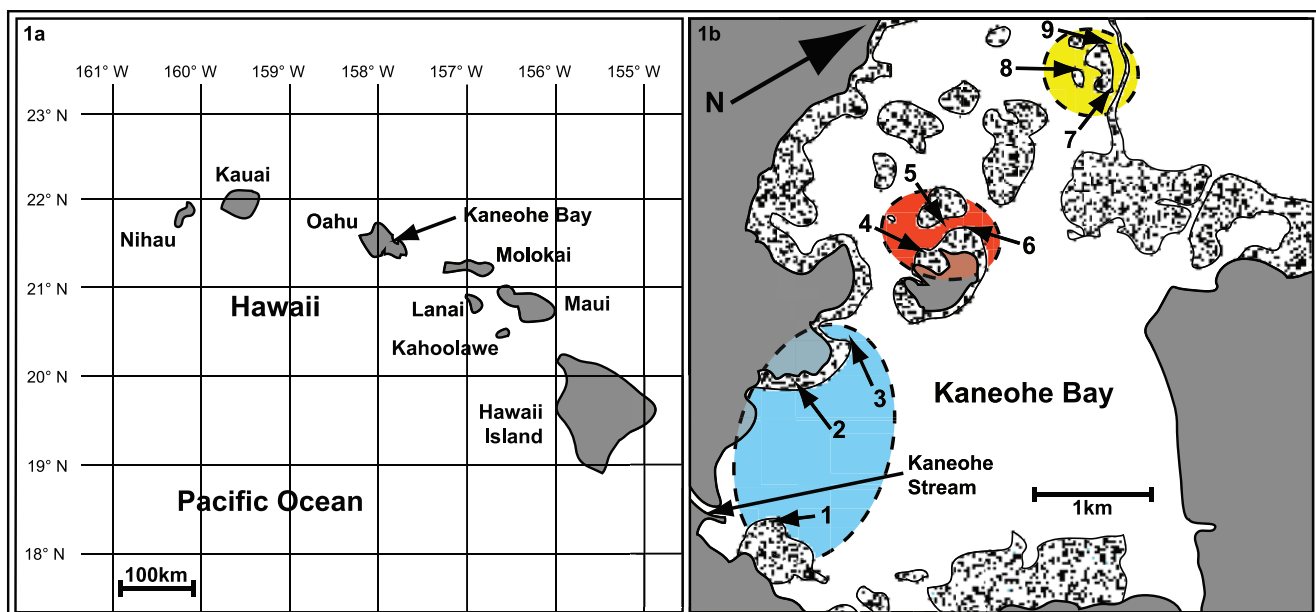 1a
161° W 160° W 159° W 158° W 157° W 156° W 155° W
23° N
22° N
21° N
20° N
19° N
18° N
Kauai
Nihau
Oahu
Kaneohe Bay
Molokai
Lanai
Maui
Kahoolawe
Hawaii
Hawaii
Island
Pacific Ocean
100km
1b
N
9
8
7
5
4
6
3
2
1
Kaneohe Bay
Kaneohe
Stream
1km